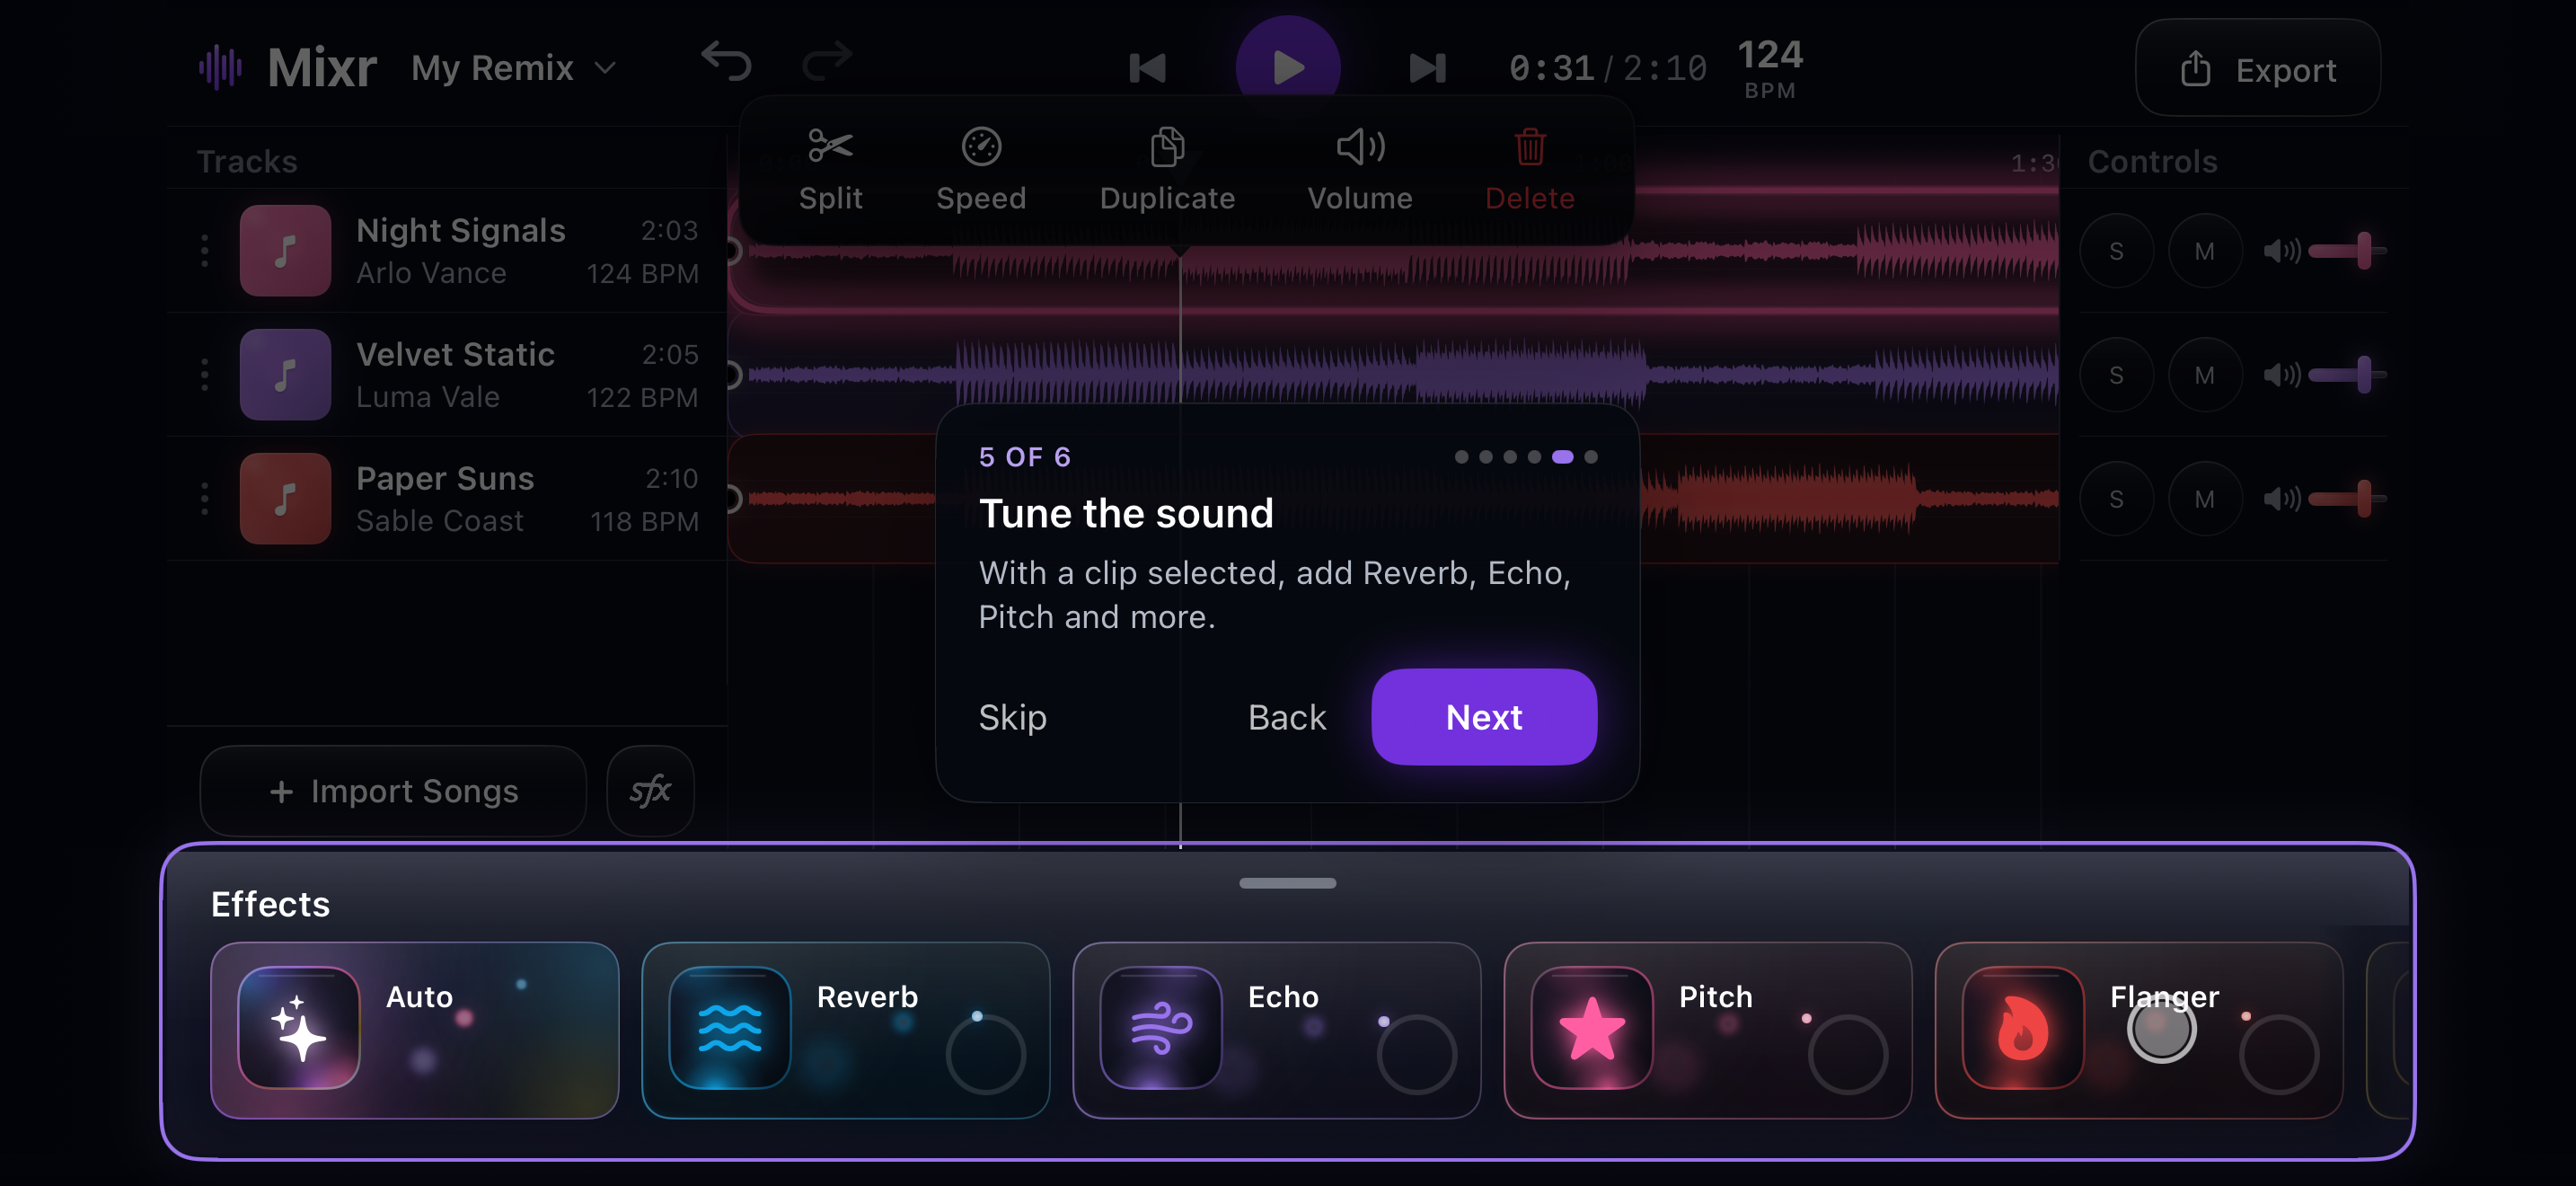 Mixr
My Remix
0:31 / 2:10
124
BPM
Export
Tracks
Split
Speed
Duplicate
Volume
Delete
Controls
Night Signals
2:03
Arlo Vance
124 BPM
S
M
Velvet Static
2:05
Luma Vale
122 BPM
S
M
Paper Suns
2:10
Sable Coast
118 BPM
S
M
5 OF 6
Tune the sound
With a clip selected, add Reverb, Echo,
Pitch and more.
Skip
Back
Next
+ Import Songs
sfx
Effects
Auto
Reverb
Echo
Pitch
Flanger